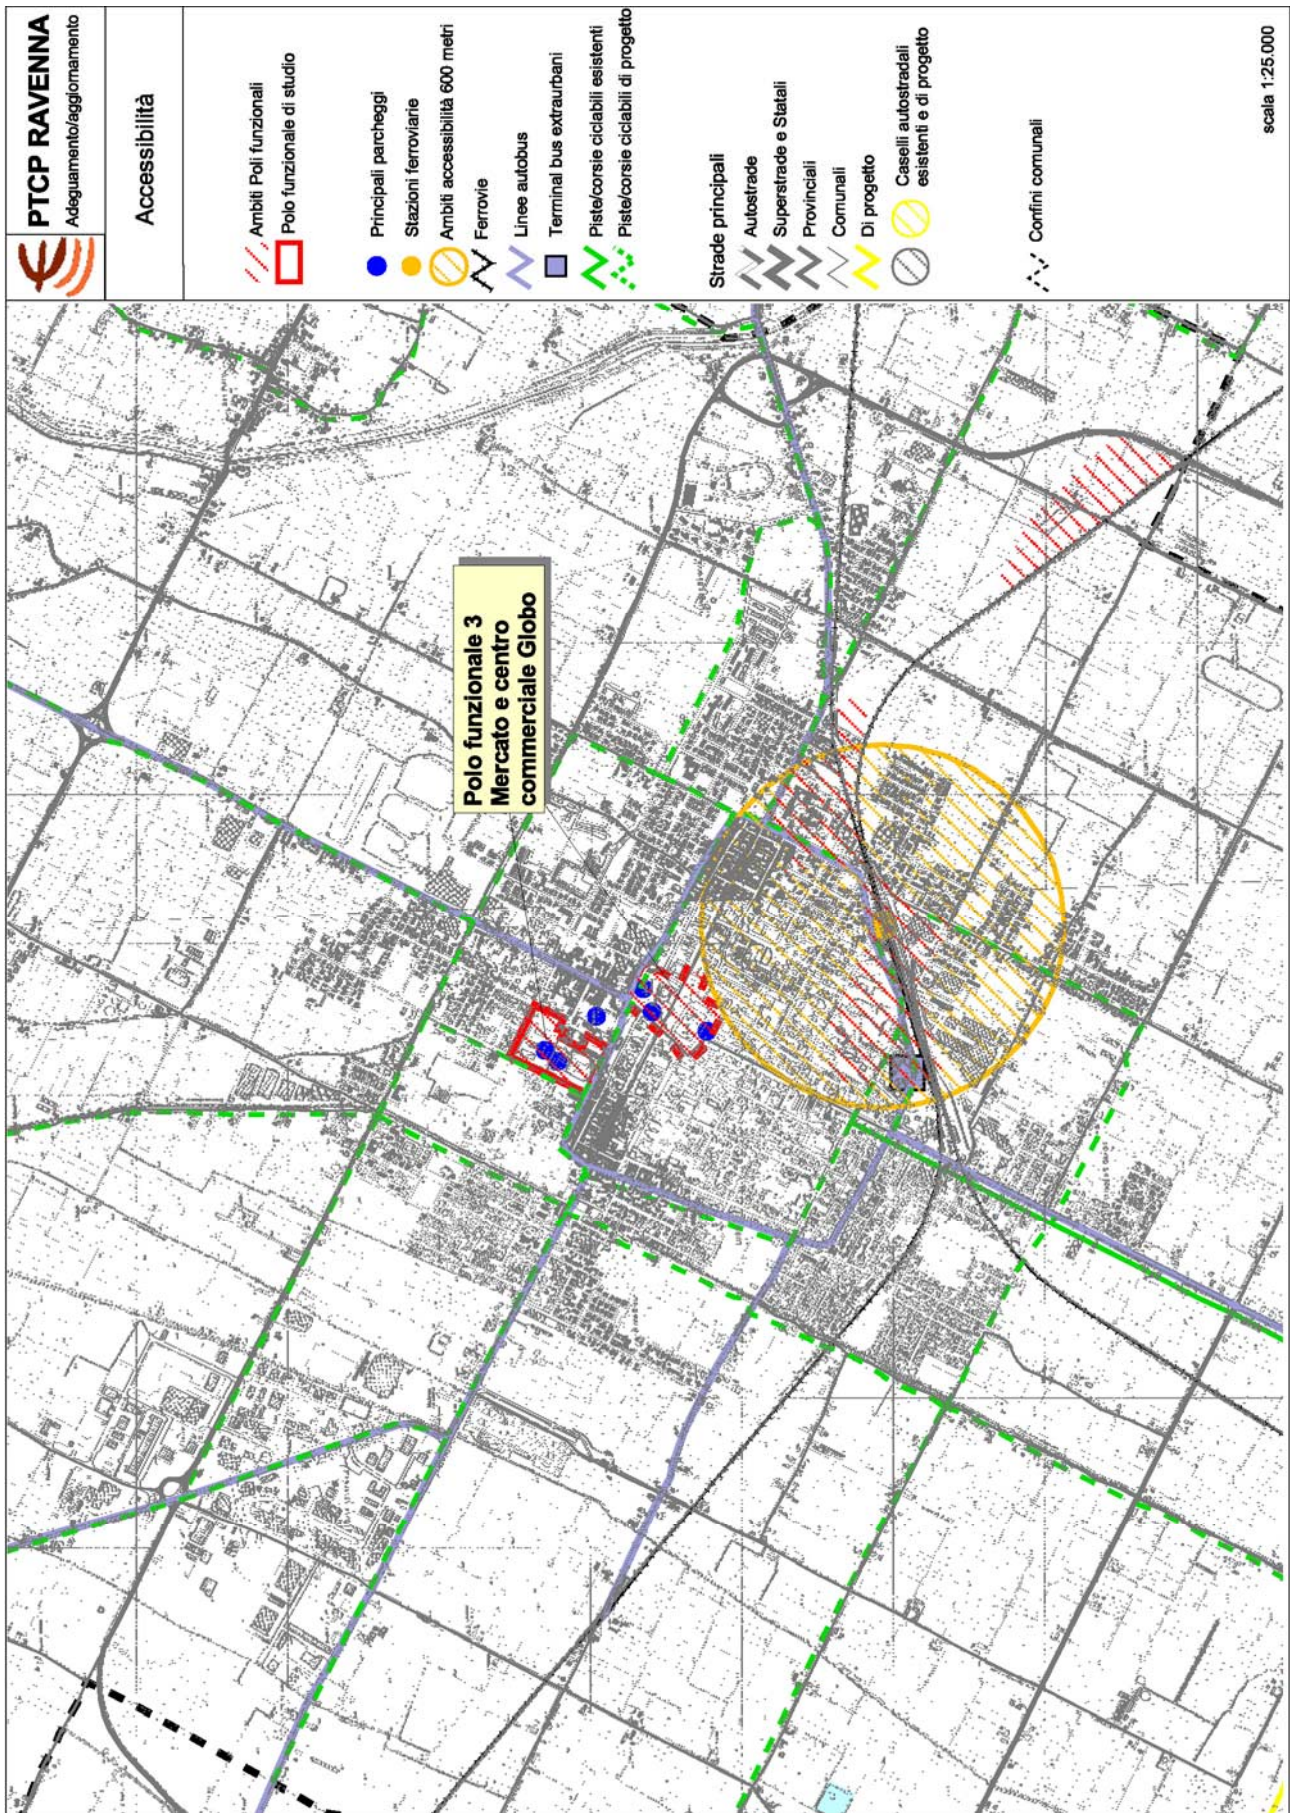 PTCP RAVENNA
Adeguamento/aggiornamento
Accessibilità
Ambiti Poli funzionali
Polo funzionale di studio
Principali parcheggi
Stazioni ferroviarie
Ambiti accessibilità 600 metri
Ferrovie
Linee autobus
Terminal bus extraurbani
Piste/corsie ciclabili esistenti
Piste/corsie ciclabili di progetto
Strade principali
Autostrade
Superstrade e Statali
Provinciali
Comunali
Di progetto
Caselli autostradali
esistenti e di progetto
Confini comunali
scala 1:25.000
Polo funzionale 3
Mercato e centro
commerciale Globo